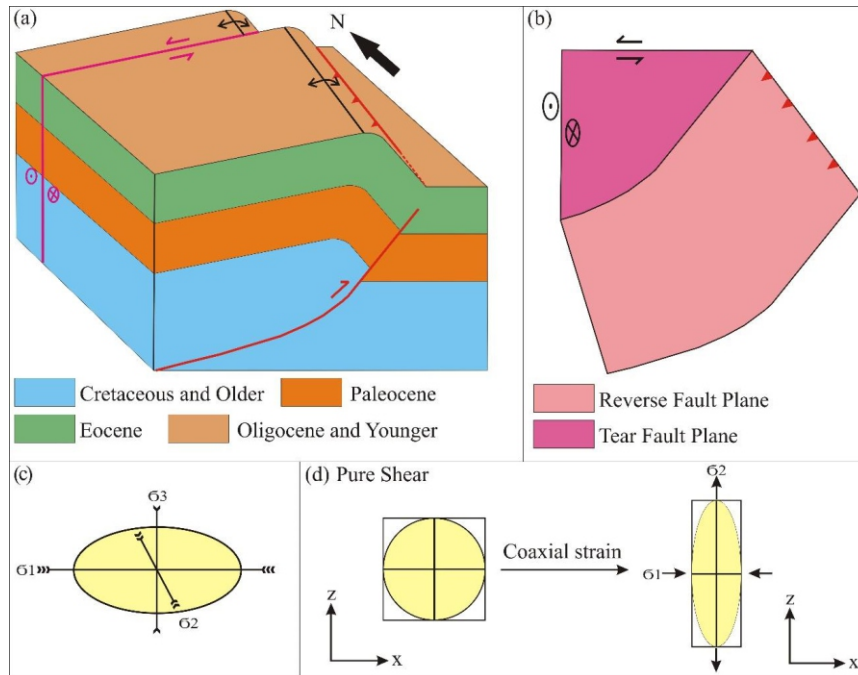 (a)
N
Cretaceous and Older
Paleocene
Eocene
Oligocene and Younger
(b)
Reverse Fault Plane
Tear Fault Plane
(c)
σ3
σ1
σ2
(d) Pure Shear
Coaxial strain
z
x
σ2
σ1
z
x